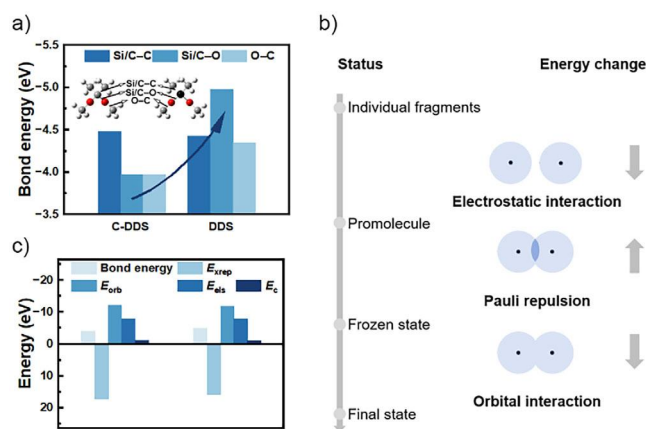 a)
Si/C–C Si/C–O O–C
Bond energy (eV)
−5.5
−5.0
−4.5
−4.0
−3.5
Si/C–C
Si/C–O
O–C
C-DDS DDS
b)
Status Energy change
Individual fragments
Electrostatic interaction
Promolecule
Pauli repulsion
Frozen state
Orbital interaction
Final state
c)
Bond energy Exrep
Eorb Eels Ec
Energy (eV)
−20
−10
0
10
20